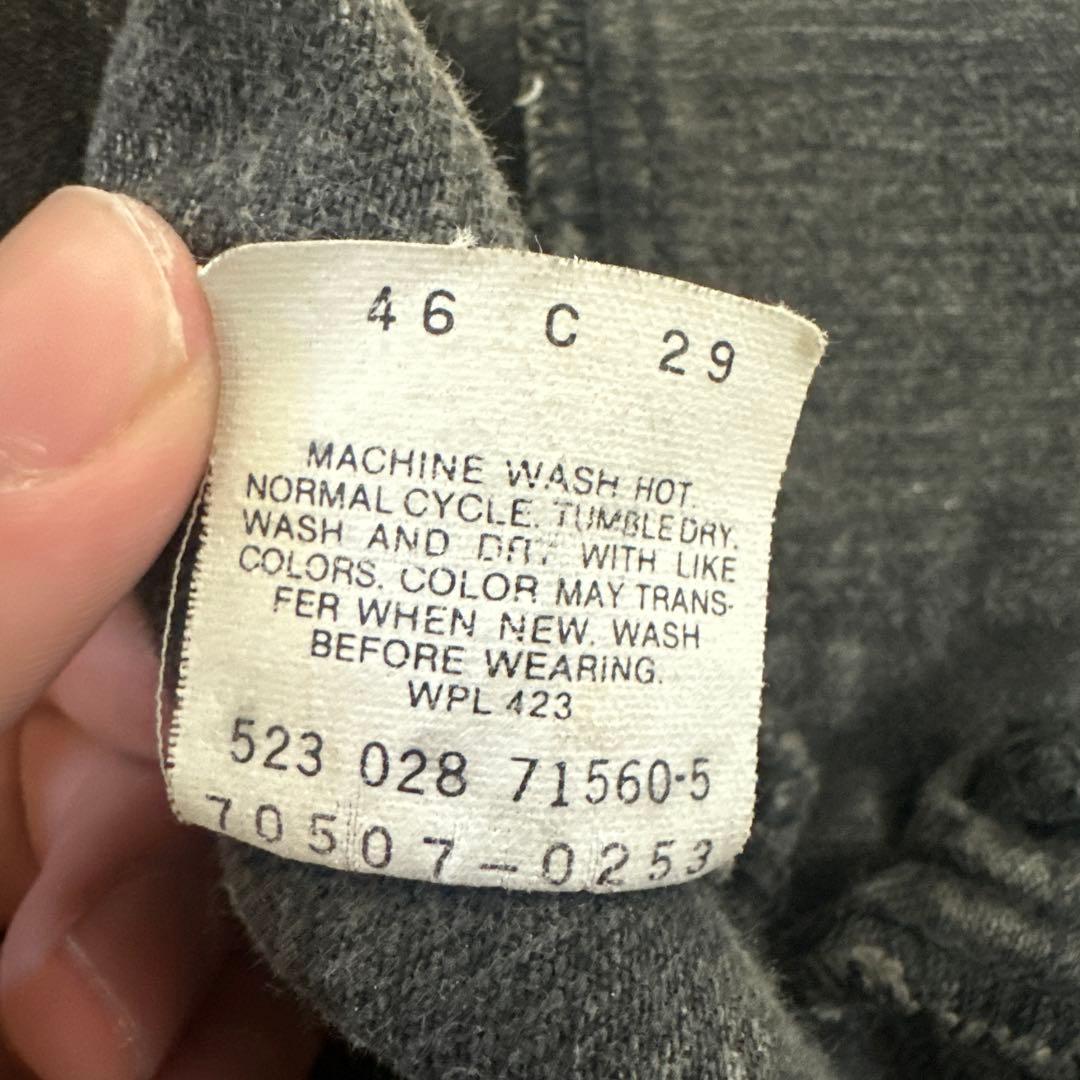 46 C 29
MACHINE WASH HOT.
NORMAL CYCLE. TUMBLE DRY.
WASH AND DRY WITH LIKE
COLORS. COLOR MAY TRANS-
FER WHEN NEW. WASH
BEFORE WEARING.
WPL 423
523 028 71560-5
70507-0253